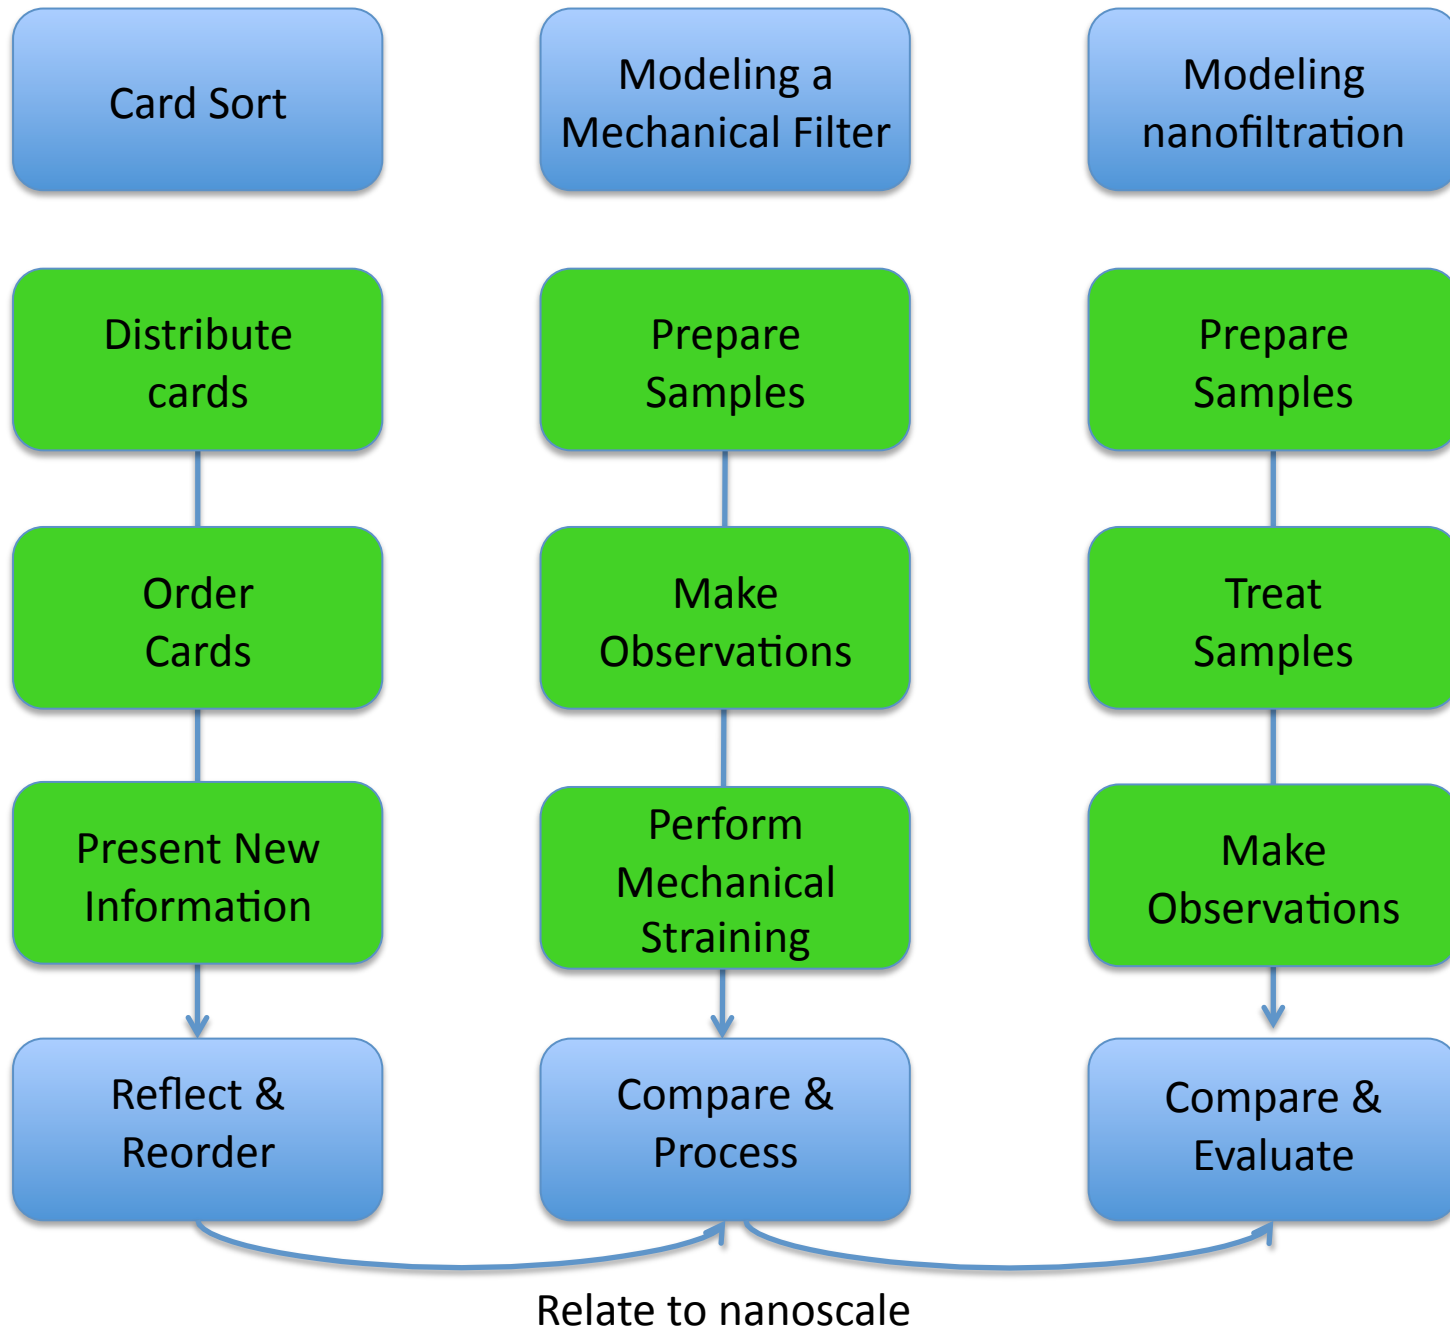 Card Sort
Modeling a
Mechanical Filter
Modeling
nanofiltration
Distribute
cards
Prepare
Samples
Prepare
Samples
Order
Cards
Make
Observations
Treat
Samples
Present New
Information
Perform
Mechanical
Straining
Make
Observations
Reflect &
Reorder
Compare &
Process
Compare &
Evaluate
Relate to nanoscale